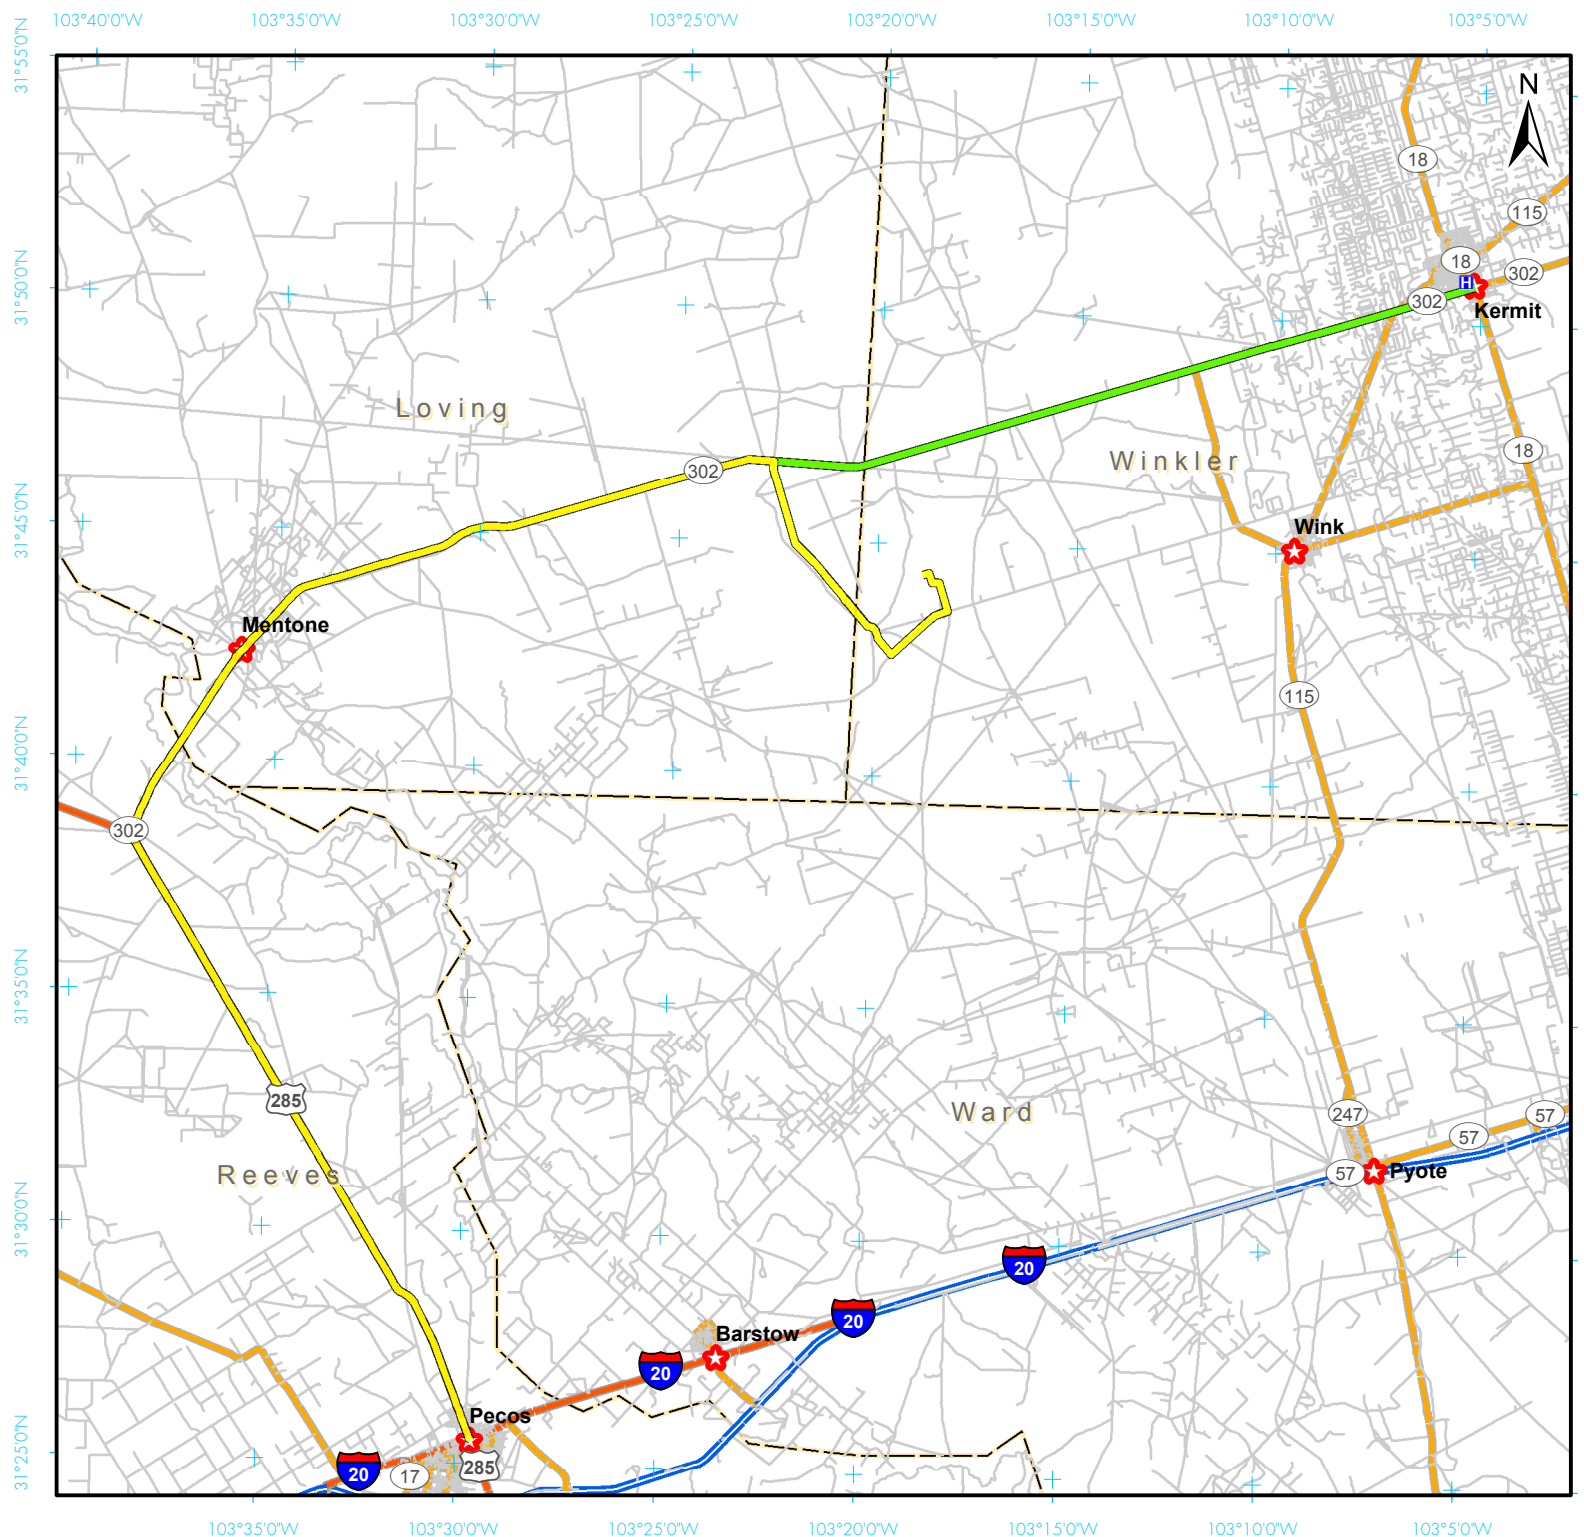 103°40'0"W 103°35'0"W 103°30'0"W 103°25'0"W 103°20'0"W 103°15'0"W 103°10'0"W 103°5'0"W
31°55'0"N
N
18
115
18
302
31°50'0"N
H
302
Kermit
Loving
Winkler
18
302
31°45'0"N
Wink
Mentone
115
31°40'0"N
302
31°35'0"N
285
Ward
247
57
57
Reeves
57
Pyote
31°30'0"N
20
20
Barstow
20
Pecos
31°25'0"N
285
20
17
103°35'0"W 103°30'0"W 103°25'0"W 103°20'0"W 103°15'0"W 103°10'0"W 103°5'0"W